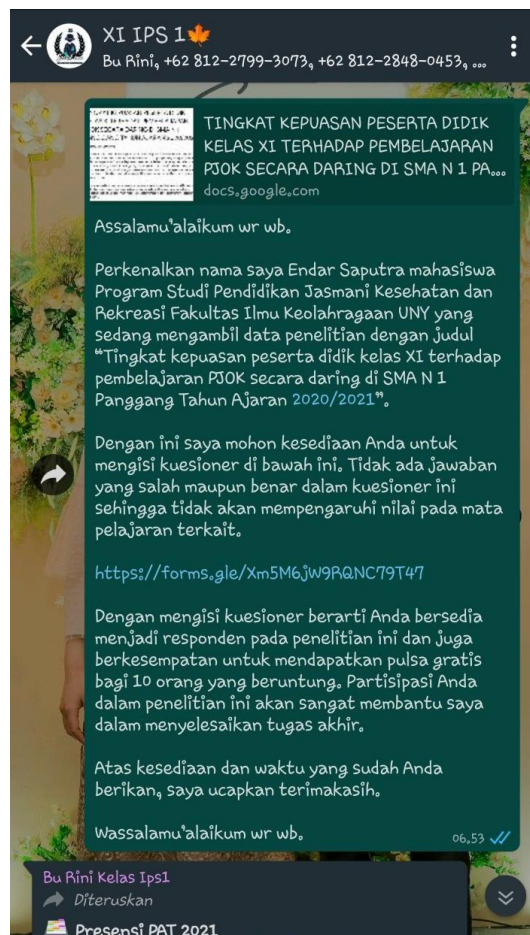 XI IPS 1🍁
Bu Rini, +62 812-2799-3073, +62 812-2848-0453, ...
TINGKAT KEPUASAN PESERTA DIDIK
KELAS XI TERHADAP PEMBELAJARAN
PJOK SECARA DARING DI SMA N 1 PA...
docs.google.com
Assalamu'alaikum wr wb.
Perkenalkan nama saya Endar Saputra mahasiswa
Program Studi Pendidikan Jasmani Kesehatan dan
Rekreasi Fakultas Ilmu Keolahragaan UNY yang
sedang mengambil data penelitian dengan judul
"Tingkat kepuasan peserta didik kelas XI terhadap
pembelajaran PJOK secara daring di SMA N 1
Panggang Tahun Ajaran 2020/2021".
Dengan ini saya mohon kesediaan Anda untuk
mengisi kuesioner di bawah ini. Tidak ada jawaban
yang salah maupun benar dalam kuesioner ini
sehingga tidak akan mempengaruhi nilai pada mata
pelajaran terkait.
https://forms.gle/Xm5M6jW9RQNC79T47
Dengan mengisi kuesioner berarti Anda bersedia
menjadi responden pada penelitian ini dan juga
berkesempatan untuk mendapatkan pulsa gratis
bagi 10 orang yang beruntung. Partisipasi Anda
dalam penelitian ini akan sangat membantu saya
dalam menyelesaikan tugas akhir.
Atas kesediaan dan waktu yang sudah Anda
berikan, saya ucapkan terimakasih.
Wassalamu'alaikum wr wb.
06.53
Bu Rini Kelas Ips1
Diteruskan
Presensi PAT 2021